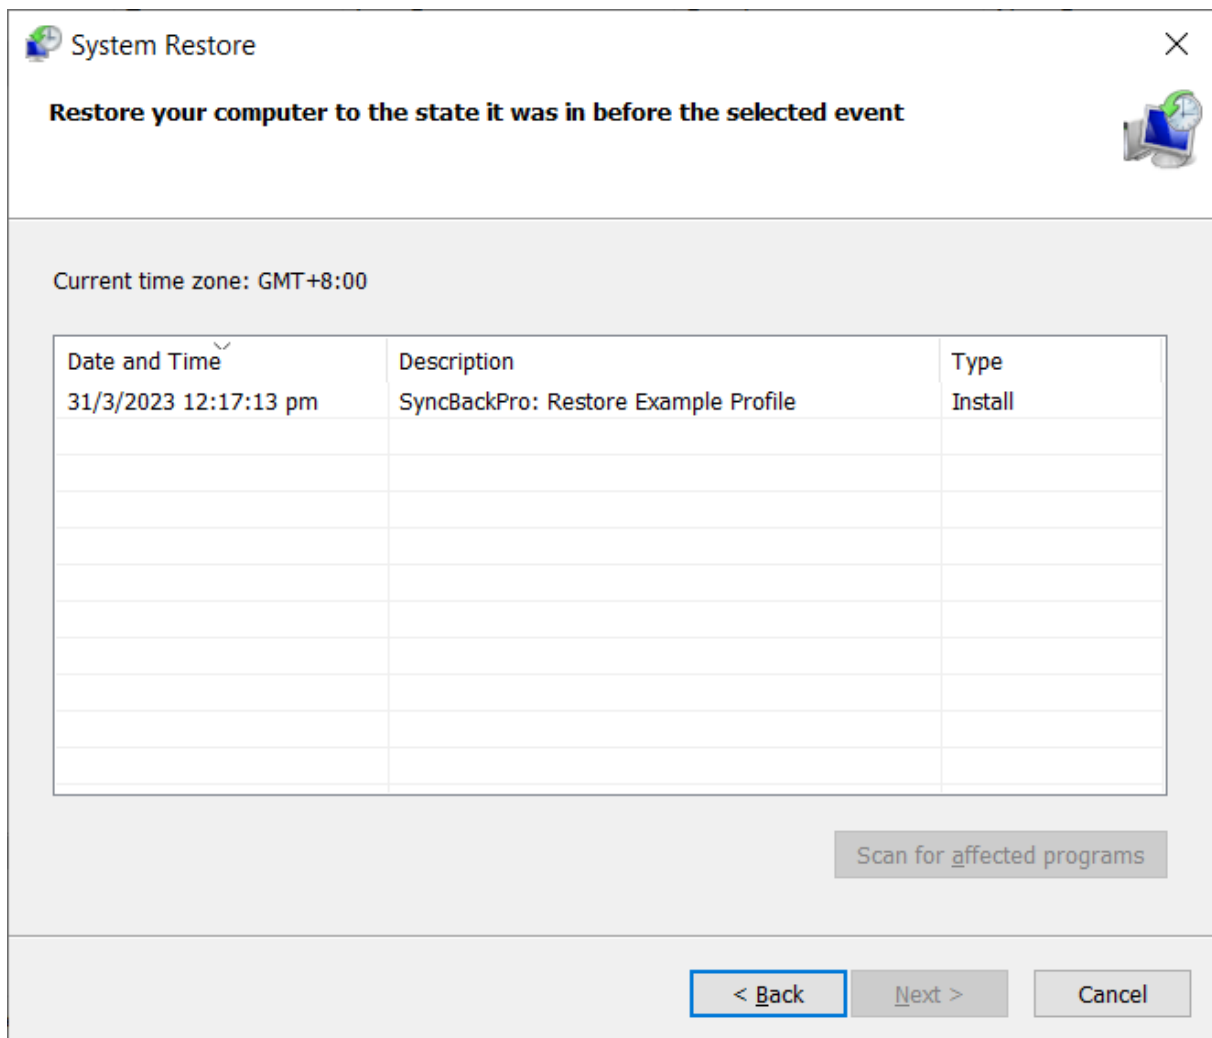 System Restore
Restore your computer to the state it was in before the selected event
Current time zone: GMT+8:00
Date and Time Description Type
31/3/2023 12:17:13 pm SyncBackPro: Restore Example Profile Install
Scan for affected programs
< Back Next > Cancel